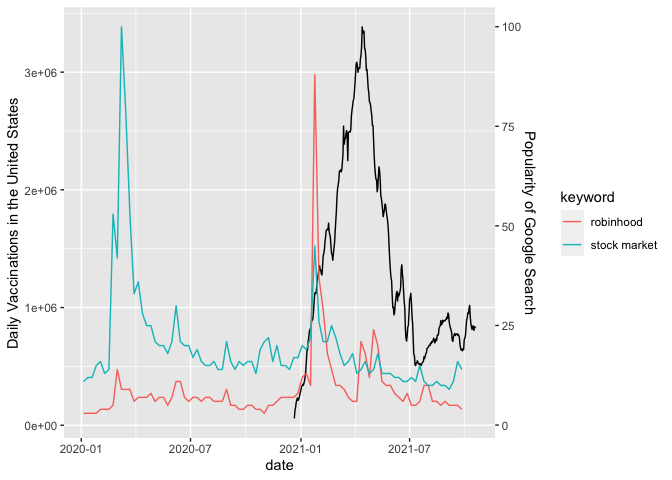 Daily Vaccinations in the United States
3e+06
2e+06
1e+06
0e+00
2020-01
2020-07
2021-01
2021-07
date
100
75
50
25
0
Popularity of Google Search
keyword
robinhood
stock market